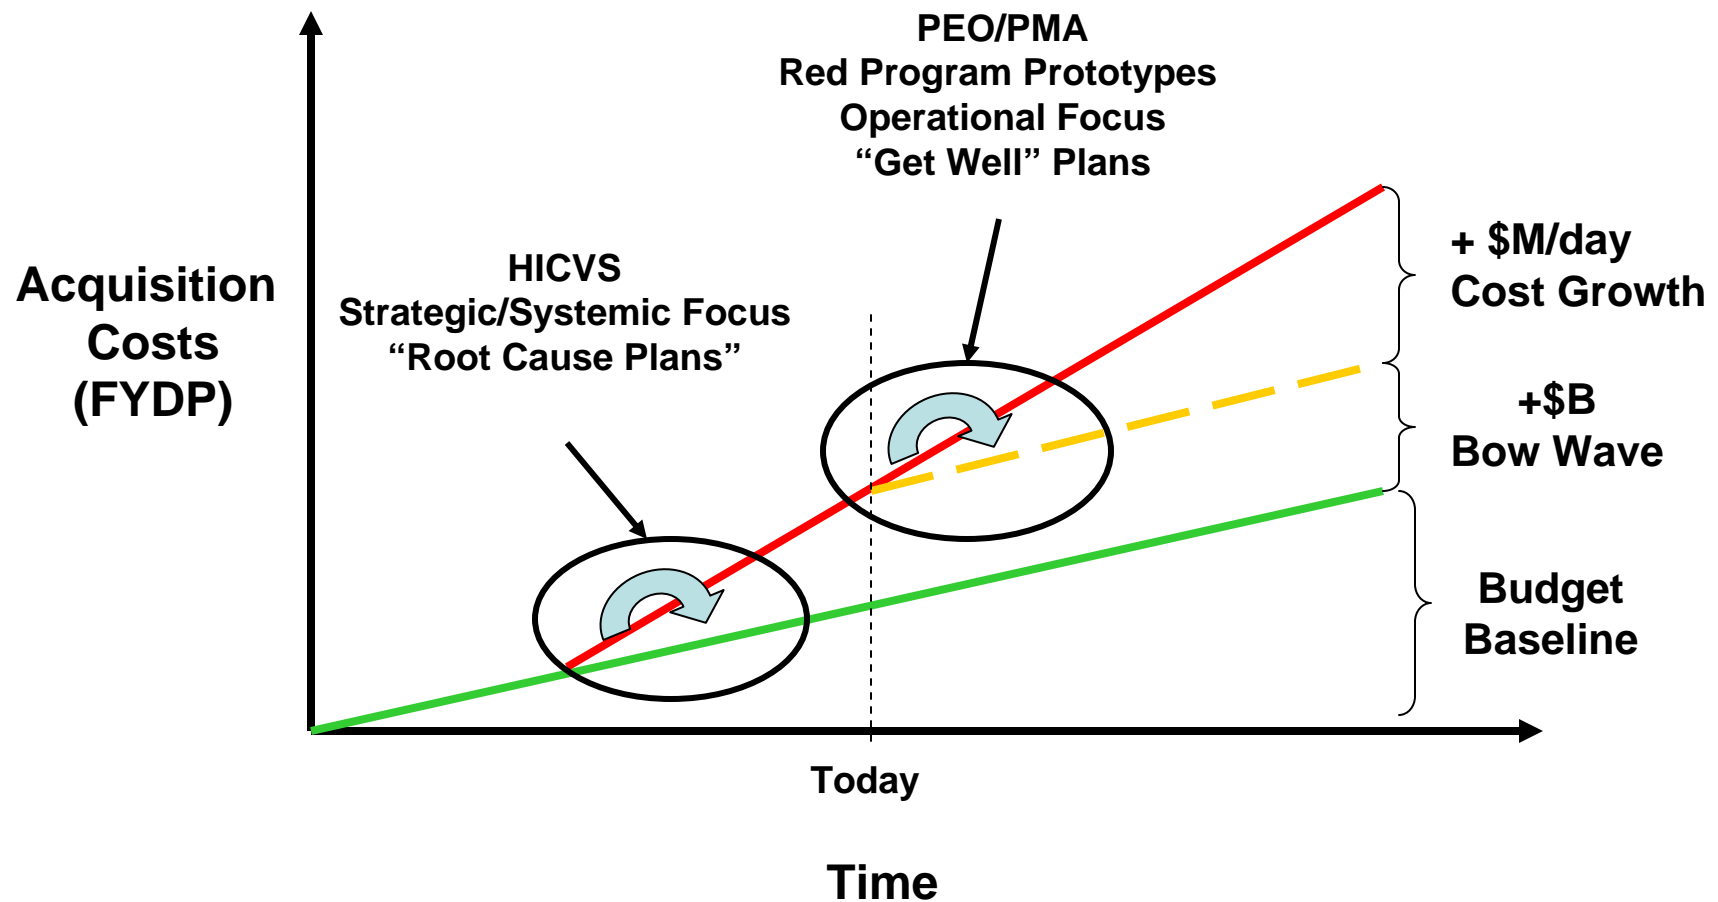 PEO/PMA
Red Program Prototypes
Operational Focus
“Get Well” Plans
HICVS
Strategic/Systemic Focus
“Root Cause Plans”
Acquisition
Costs
(FYDP)
+ $M/day
Cost Growth
+$B
Bow Wave
Budget
Baseline
Today
Time